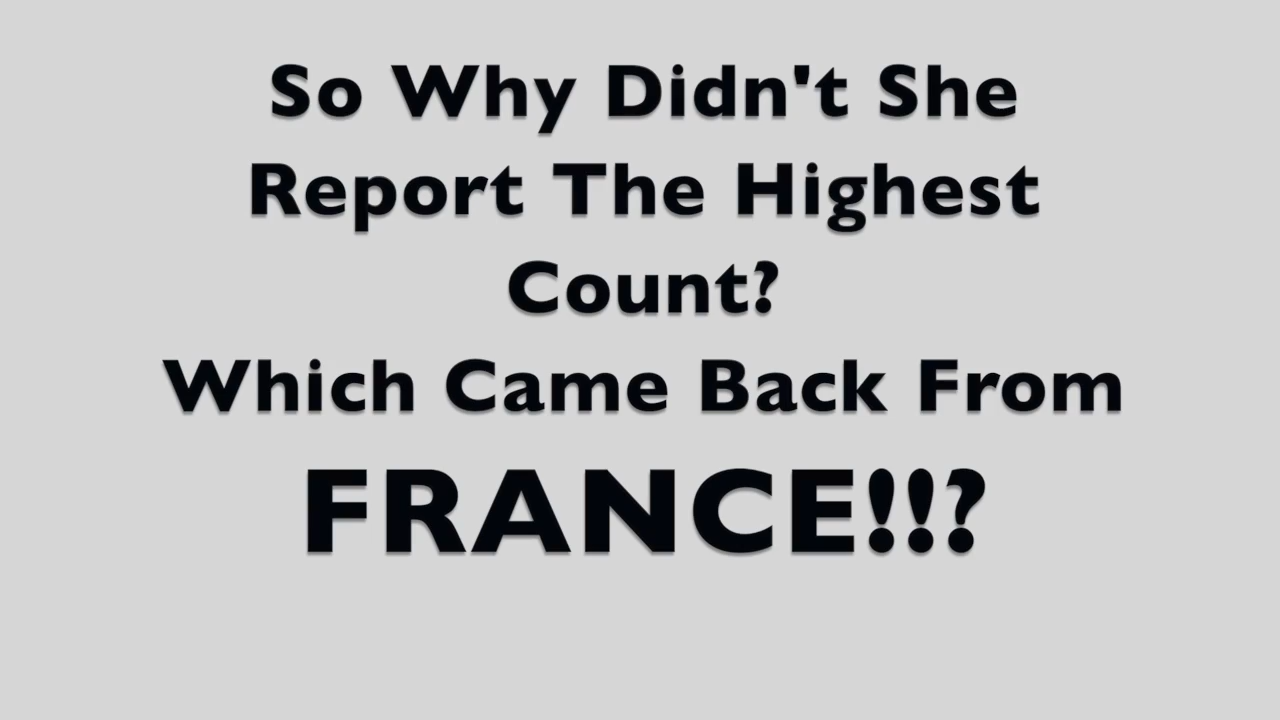 So Why Didn't She
Report The Highest
Count?
Which Came Back From
FRANCE!!?